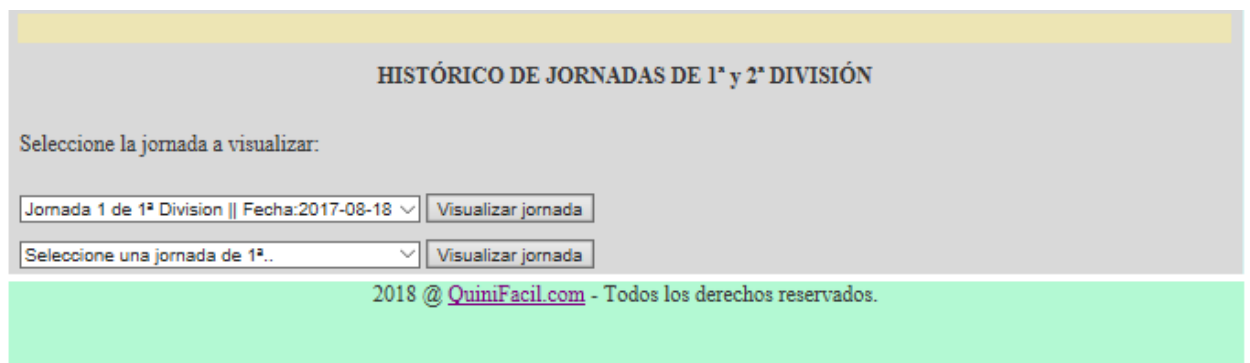 HISTÓRICO DE JORNADAS DE 1ª y 2ª DIVISIÓN
Seleccione la jornada a visualizar:
Jornada 1 de 1ª Division || Fecha:2017-08-18 Visualizar jornada
Seleccione una jornada de 1ª.. Visualizar jornada
2018 @ QuiniFacil.com - Todos los derechos reservados.